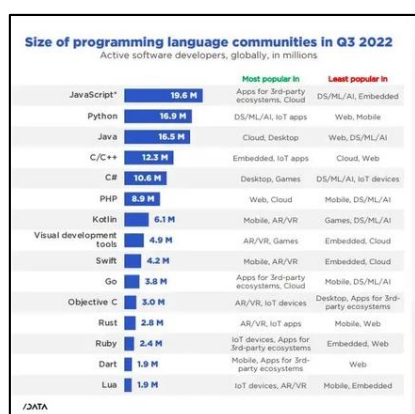 Size of programming language communities in Q3 2022
Active software developers, globally, in millions
Most popular in Least popular in
JavaScript* 19.6 M Apps for 3rd-party ecosystems, Cloud DS/ML/AI, Embedded
Python 16.9 M DS/ML/AI, IoT apps Web, Mobile
Java 16.5 M Cloud, Desktop Web, DS/ML/AI
C/C++ 12.3 M Embedded, IoT apps Cloud, Web
C# 10.6 M Desktop, Games DS/ML/AI, IoT devices
PHP 8.9 M Web, Cloud Mobile, DS/ML/AI
Kotlin 6.1 M Mobile, AR/VR Games, DS/ML/AI
Visual development tools 4.9 M AR/VR, Games Embedded, Cloud
Swift 4.2 M Mobile, AR/VR Embedded, Cloud
Go 3.8 M Apps for 3rd-party ecosystems, Cloud Mobile, DS/ML/AI
Objective C 3.0 M AR/VR, IoT devices Desktop, Apps for 3rd-party ecosystems
Rust 2.8 M AR/VR, IoT apps Mobile, Web
Ruby 2.4 M IoT devices, Apps for 3rd-party ecosystems Embedded, Web
Dart 1.9 M Mobile, Apps for 3rd-party ecosystems Web
Lua 1.9 M IoT devices, AR/VR Mobile, Embedded
/DATA